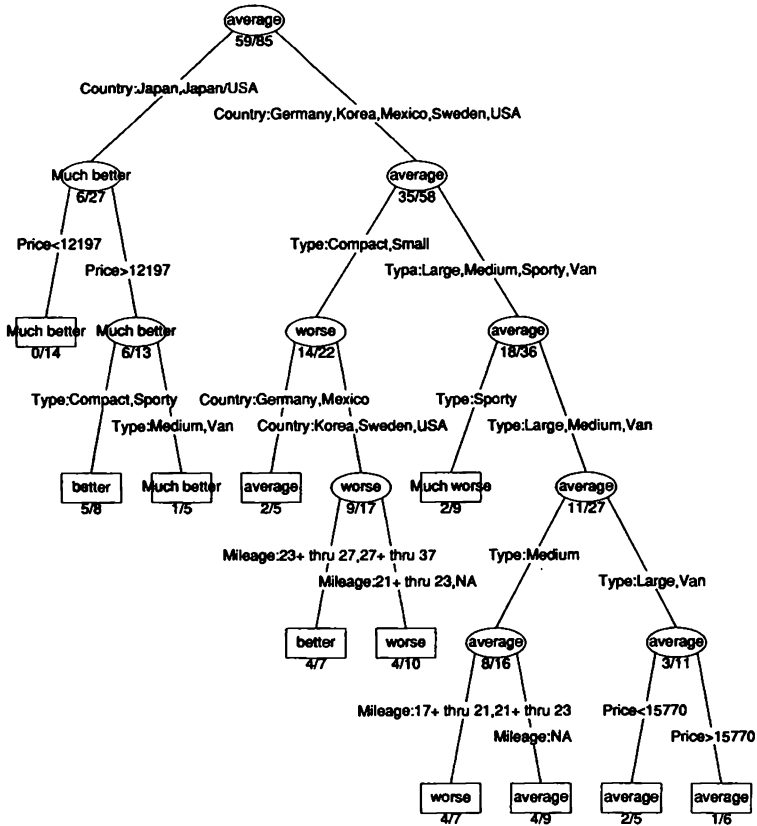 average
59/85
Country:Japan,Japan/USA
Country:Germany,Korea,Mexico,Sweden,USA
Much better
6/27
average
35/58
Price<12197
Price>12197
Type:Compact,Small
Typa:Large,Medium,Sporty,Van
Much better
0/14
Much better
6/13
worse
14/22
average
18/36
Type:Compact,Sporty
Type:Medium,Van
Country:Germany,Mexico
Country:Korea,Sweden,USA
Type:Sporty
Type:Large,Medium,Van
better
5/8
Much better
1/5
average
2/5
worse
9/17
Much worse
2/9
average
11/27
Mileage:23+ thru 27,27+ thru 37
Mileage:21+ thru 23,NA
Type:Medium
Type:Large,Van
better
4/7
worse
4/10
average
8/16
average
3/11
Mileage:17+ thru 21,21+ thru 23
Mileage:NA
Price<15770
Price>15770
worse
4/7
average
4/9
average
2/5
average
1/6